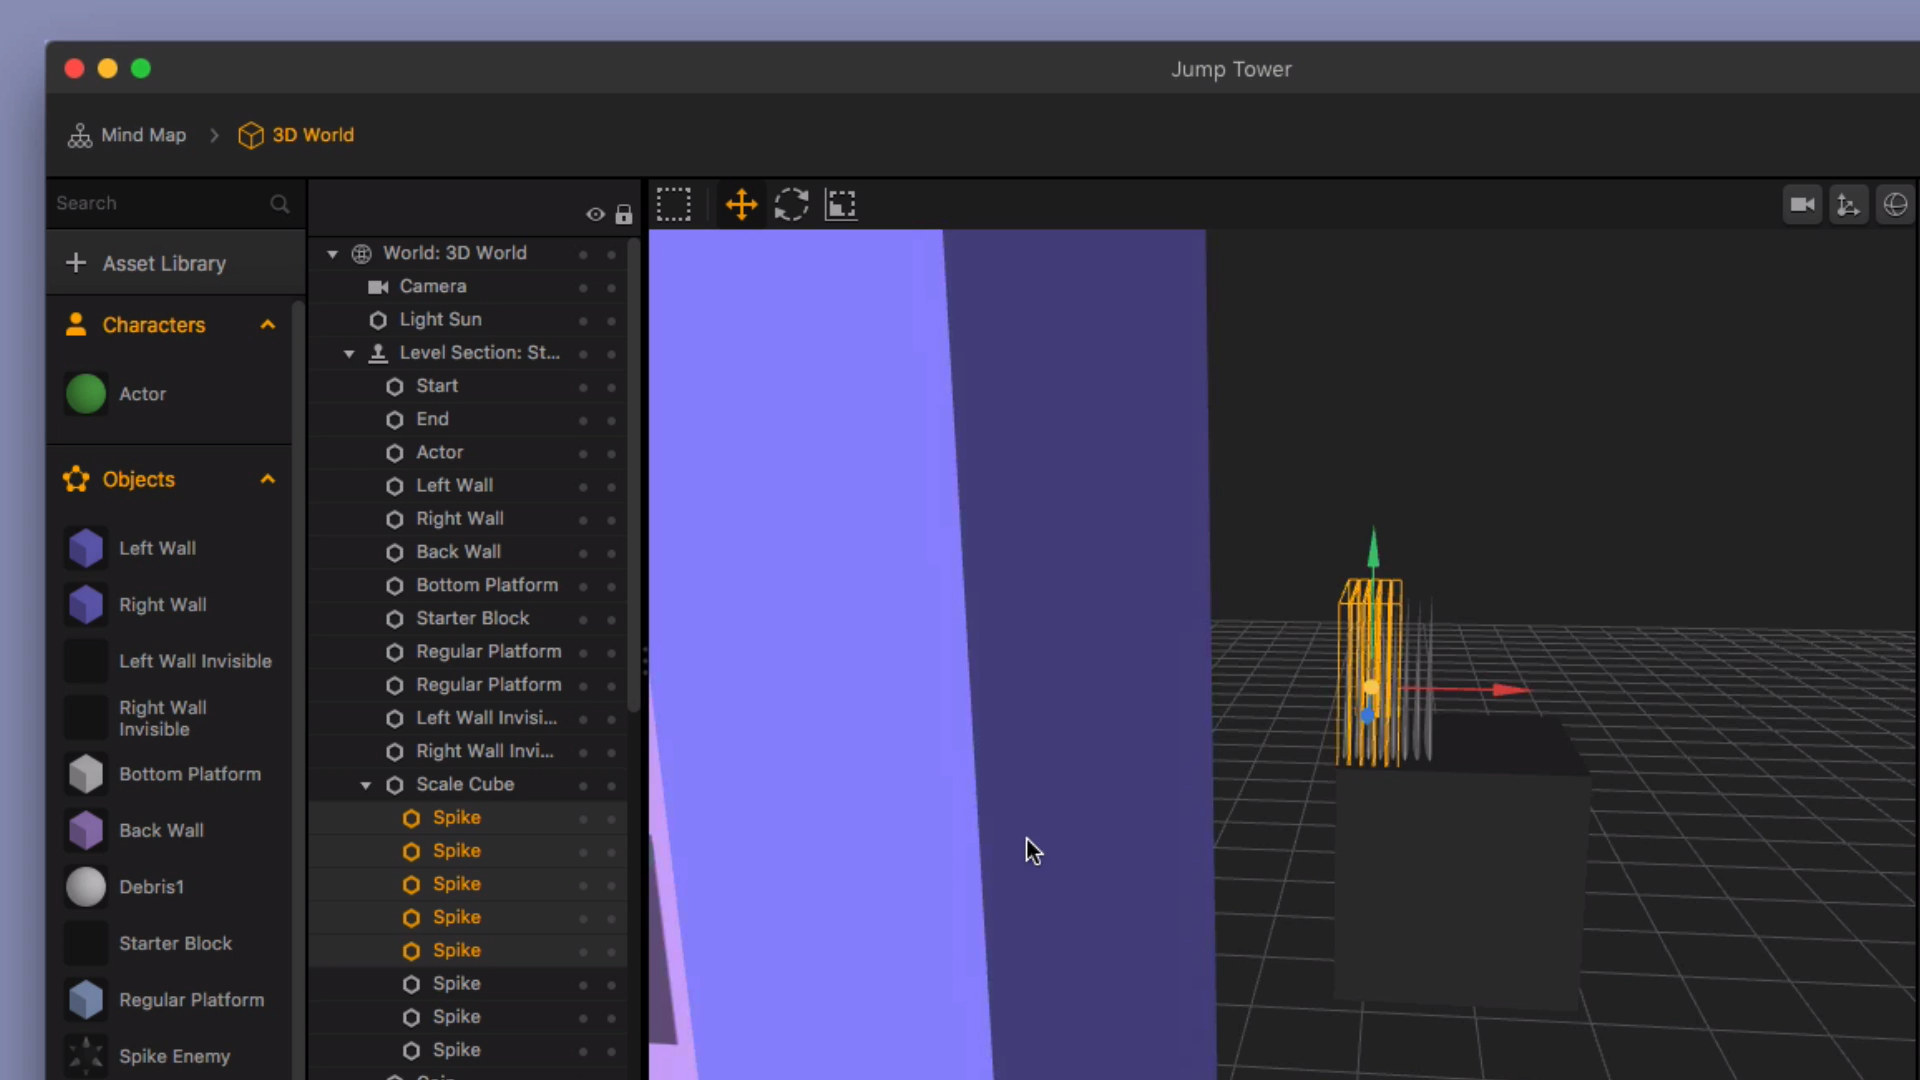 Jump Tower
Mind Map
3D World
Search
Asset Library
Characters
Actor
Objects
Left Wall
Right Wall
Left Wall Invisible
Right Wall
Invisible
Bottom Platform
Back Wall
Debris1
Starter Block
Regular Platform
Spike Enemy
World: 3D World
Camera
Light Sun
Level Section: St...
Start
End
Actor
Left Wall
Right Wall
Back Wall
Bottom Platform
Starter Block
Regular Platform
Regular Platform
Left Wall Invisi...
Right Wall Invi...
Scale Cube
Spike
Spike
Spike
Spike
Spike
Spike
Spike
Spike